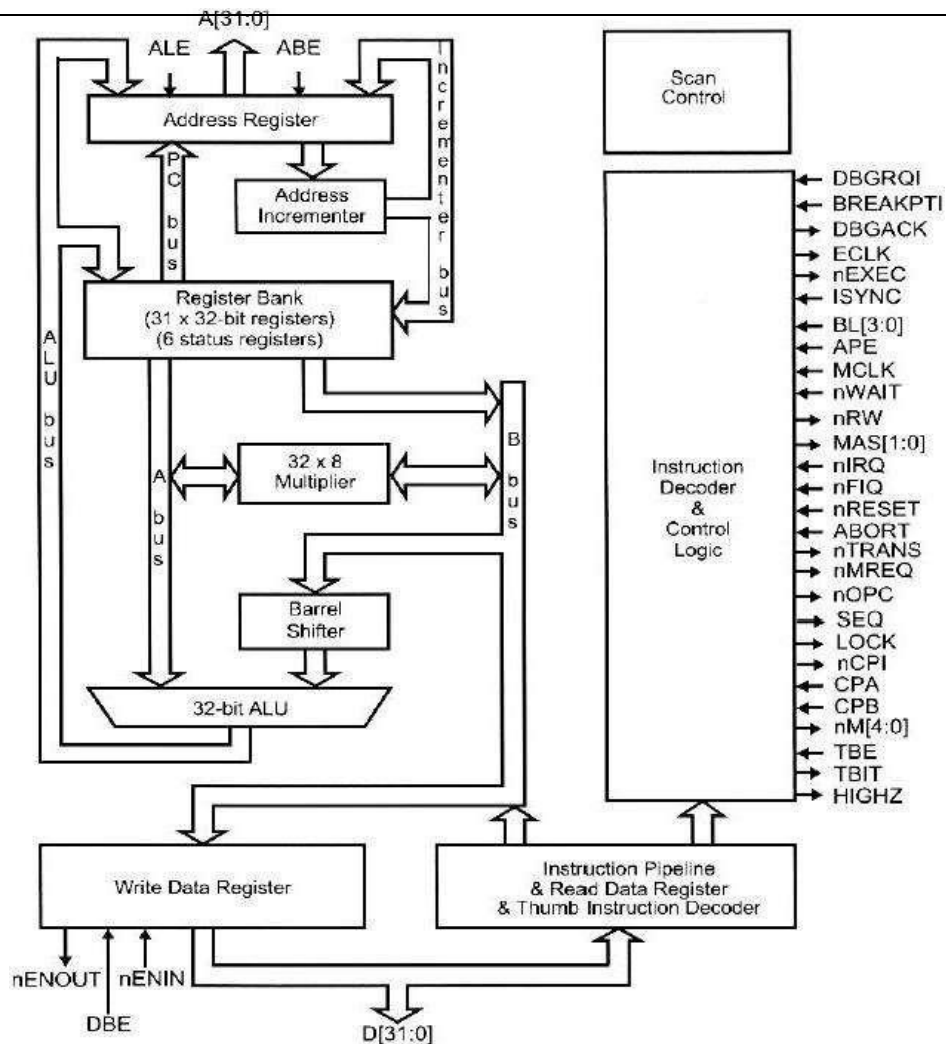 A[31:0]
ALE
ABE
Address Register
Incrementer bus
PC bus
Address
Incrementer
Register Bank
(31 x 32-bit registers)
(6 status registers)
ALU bus
A bus
B bus
32 x 8
Multiplier
Barrel
Shifter
32-bit ALU
Write Data Register
nENOUT
nENIN
DBE
D[31:0]
Instruction Pipeline
& Read Data Register
& Thumb Instruction Decoder
Scan
Control
Instruction
Decoder
&
Control
Logic
DBGRQI
BREAKPTI
DBGACK
ECLK
nEXEC
ISYNC
BL[3:0]
APE
MCLK
nWAIT
nRW
MAS[1:0]
nIRQ
nFIQ
nRESET
ABORT
nTRANS
nMREQ
nOPC
SEQ
LOCK
nCPI
CPA
CPB
nM[4:0]
TBE
TBIT
HIGHZ